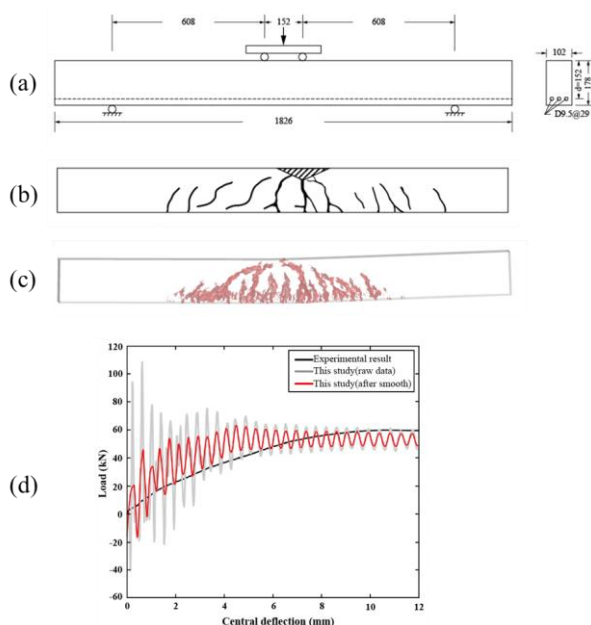 608 152 608
(a)
102
d=152
178
D9.5@29
1826
(b)
(c)
(d)
120
100
80
60
40
20
0
-20
-40
-60
Load (kN)
Experimental result
This study(raw data)
This study(after smooth)
0 2 4 6 8 10 12
Central deflection (mm)